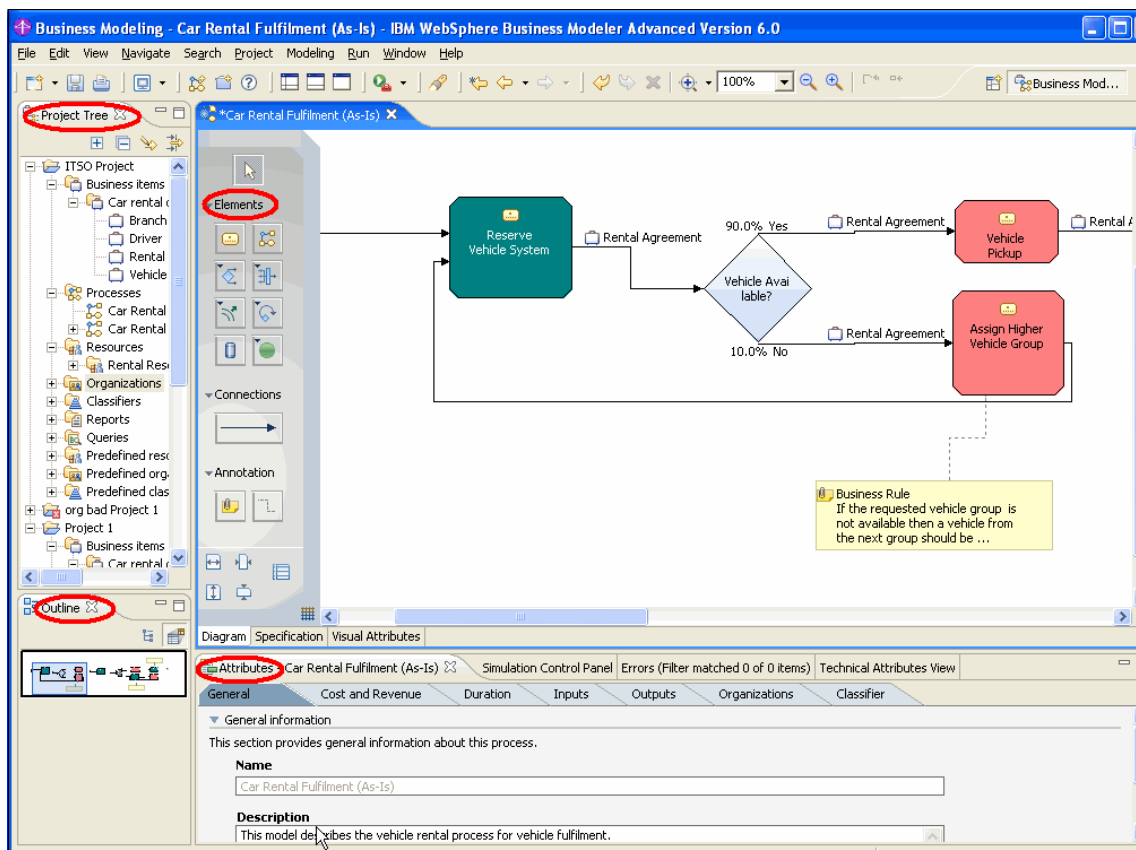 Business Modeling - Car Rental Fulfilment (As-Is) - IBM WebSphere Business Modeler Advanced Version 6.0
File Edit View Navigate Search Project Modeling Run Window Help
100%
Business Mod...
Project Tree
*Car Rental Fulfilment (As-Is)
ITSO Project
Business items
Car rental
Branch
Driver
Rental
Vehicle
Processes
Car Rental
Car Rental
Resources
Rental Res
Organizations
Classifiers
Reports
Queries
Predefined reso
Predefined org
Predefined clas
org bad Project 1
Project 1
Business items
Car rental
Elements
Connections
Annotation
Reserve
Vehicle System
Rental Agreement
90.0% Yes
Vehicle Avai
lable?
10.0% No
Rental Agreement
Vehicle
Pickup
Rental A
Rental Agreement
Assign Higher
Vehicle Group
Business Rule
If the requested vehicle group is
not available then a vehicle from
the next group should be ...
Outline
Diagram Specification Visual Attributes
Attributes - Car Rental Fulfilment (As-Is) Simulation Control Panel Errors (Filter matched 0 of 0 items) Technical Attributes View
General Cost and Revenue Duration Inputs Outputs Organizations Classifier
General information
This section provides general information about this process.
Name
Car Rental Fulfilment (As-Is)
Description
This model describes the vehicle rental process for vehicle fulfilment.